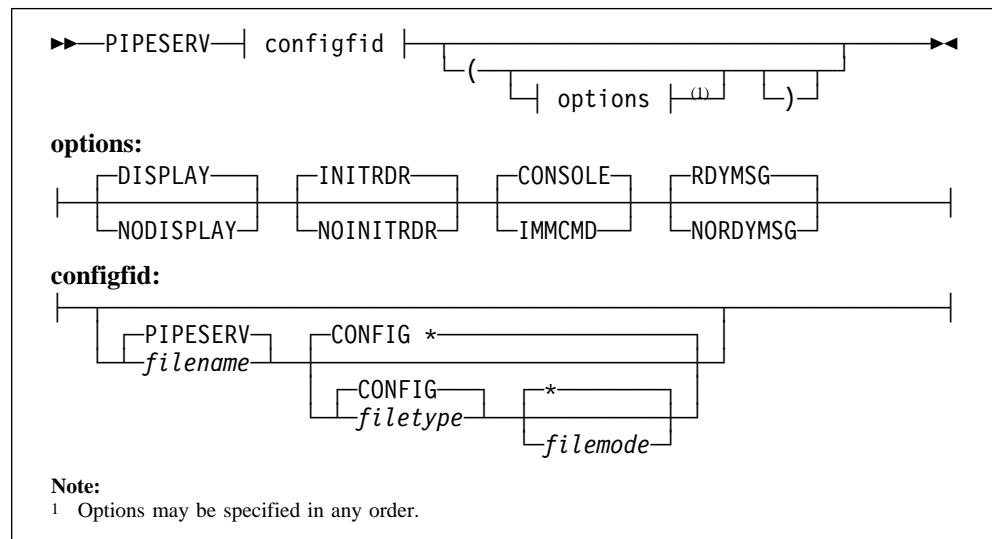 PIPESERV configfid
(
options (1) )
options:
DISPLAY INITRDR CONSOLE RDYMSG
NODISPLAY NOINITRDR IMMCMD NORDYMSG
configfid:
PIPESERV CONFIG *
filename
CONFIG *
filetype
filemode
Note:
1 Options may be specified in any order.